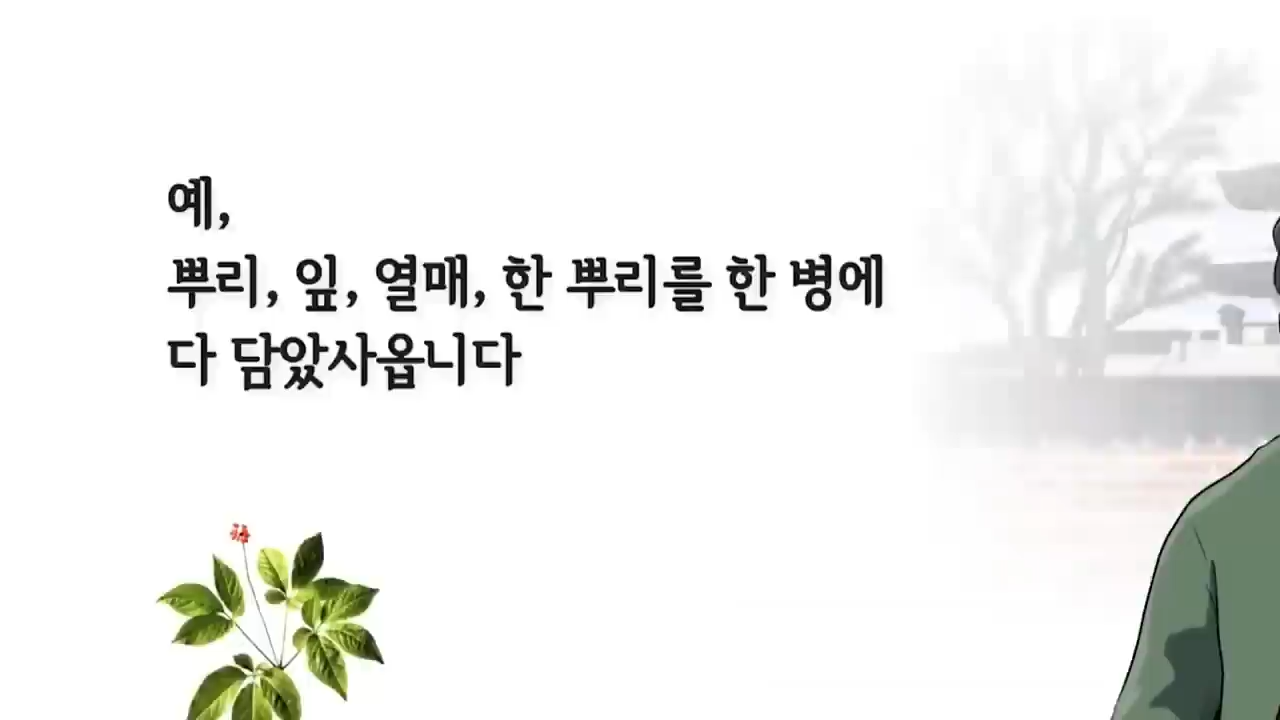 예,
뿌리, 잎, 열매, 한 뿌리를 한 병에
다 담았사옵니다